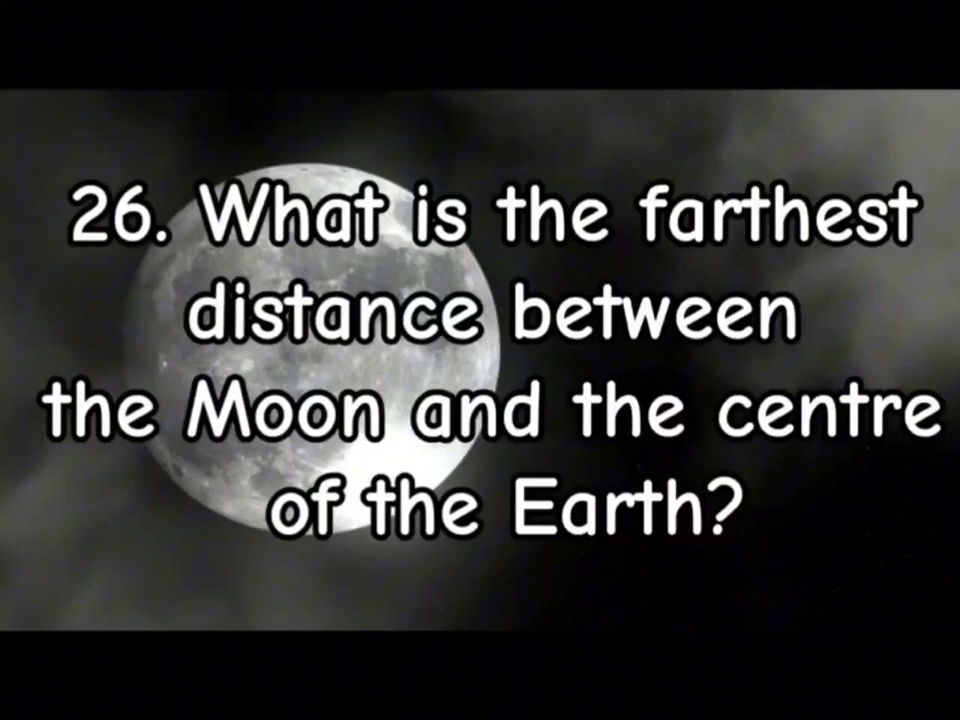 26. What is the farthest
distance between
the Moon and the centre
of the Earth?